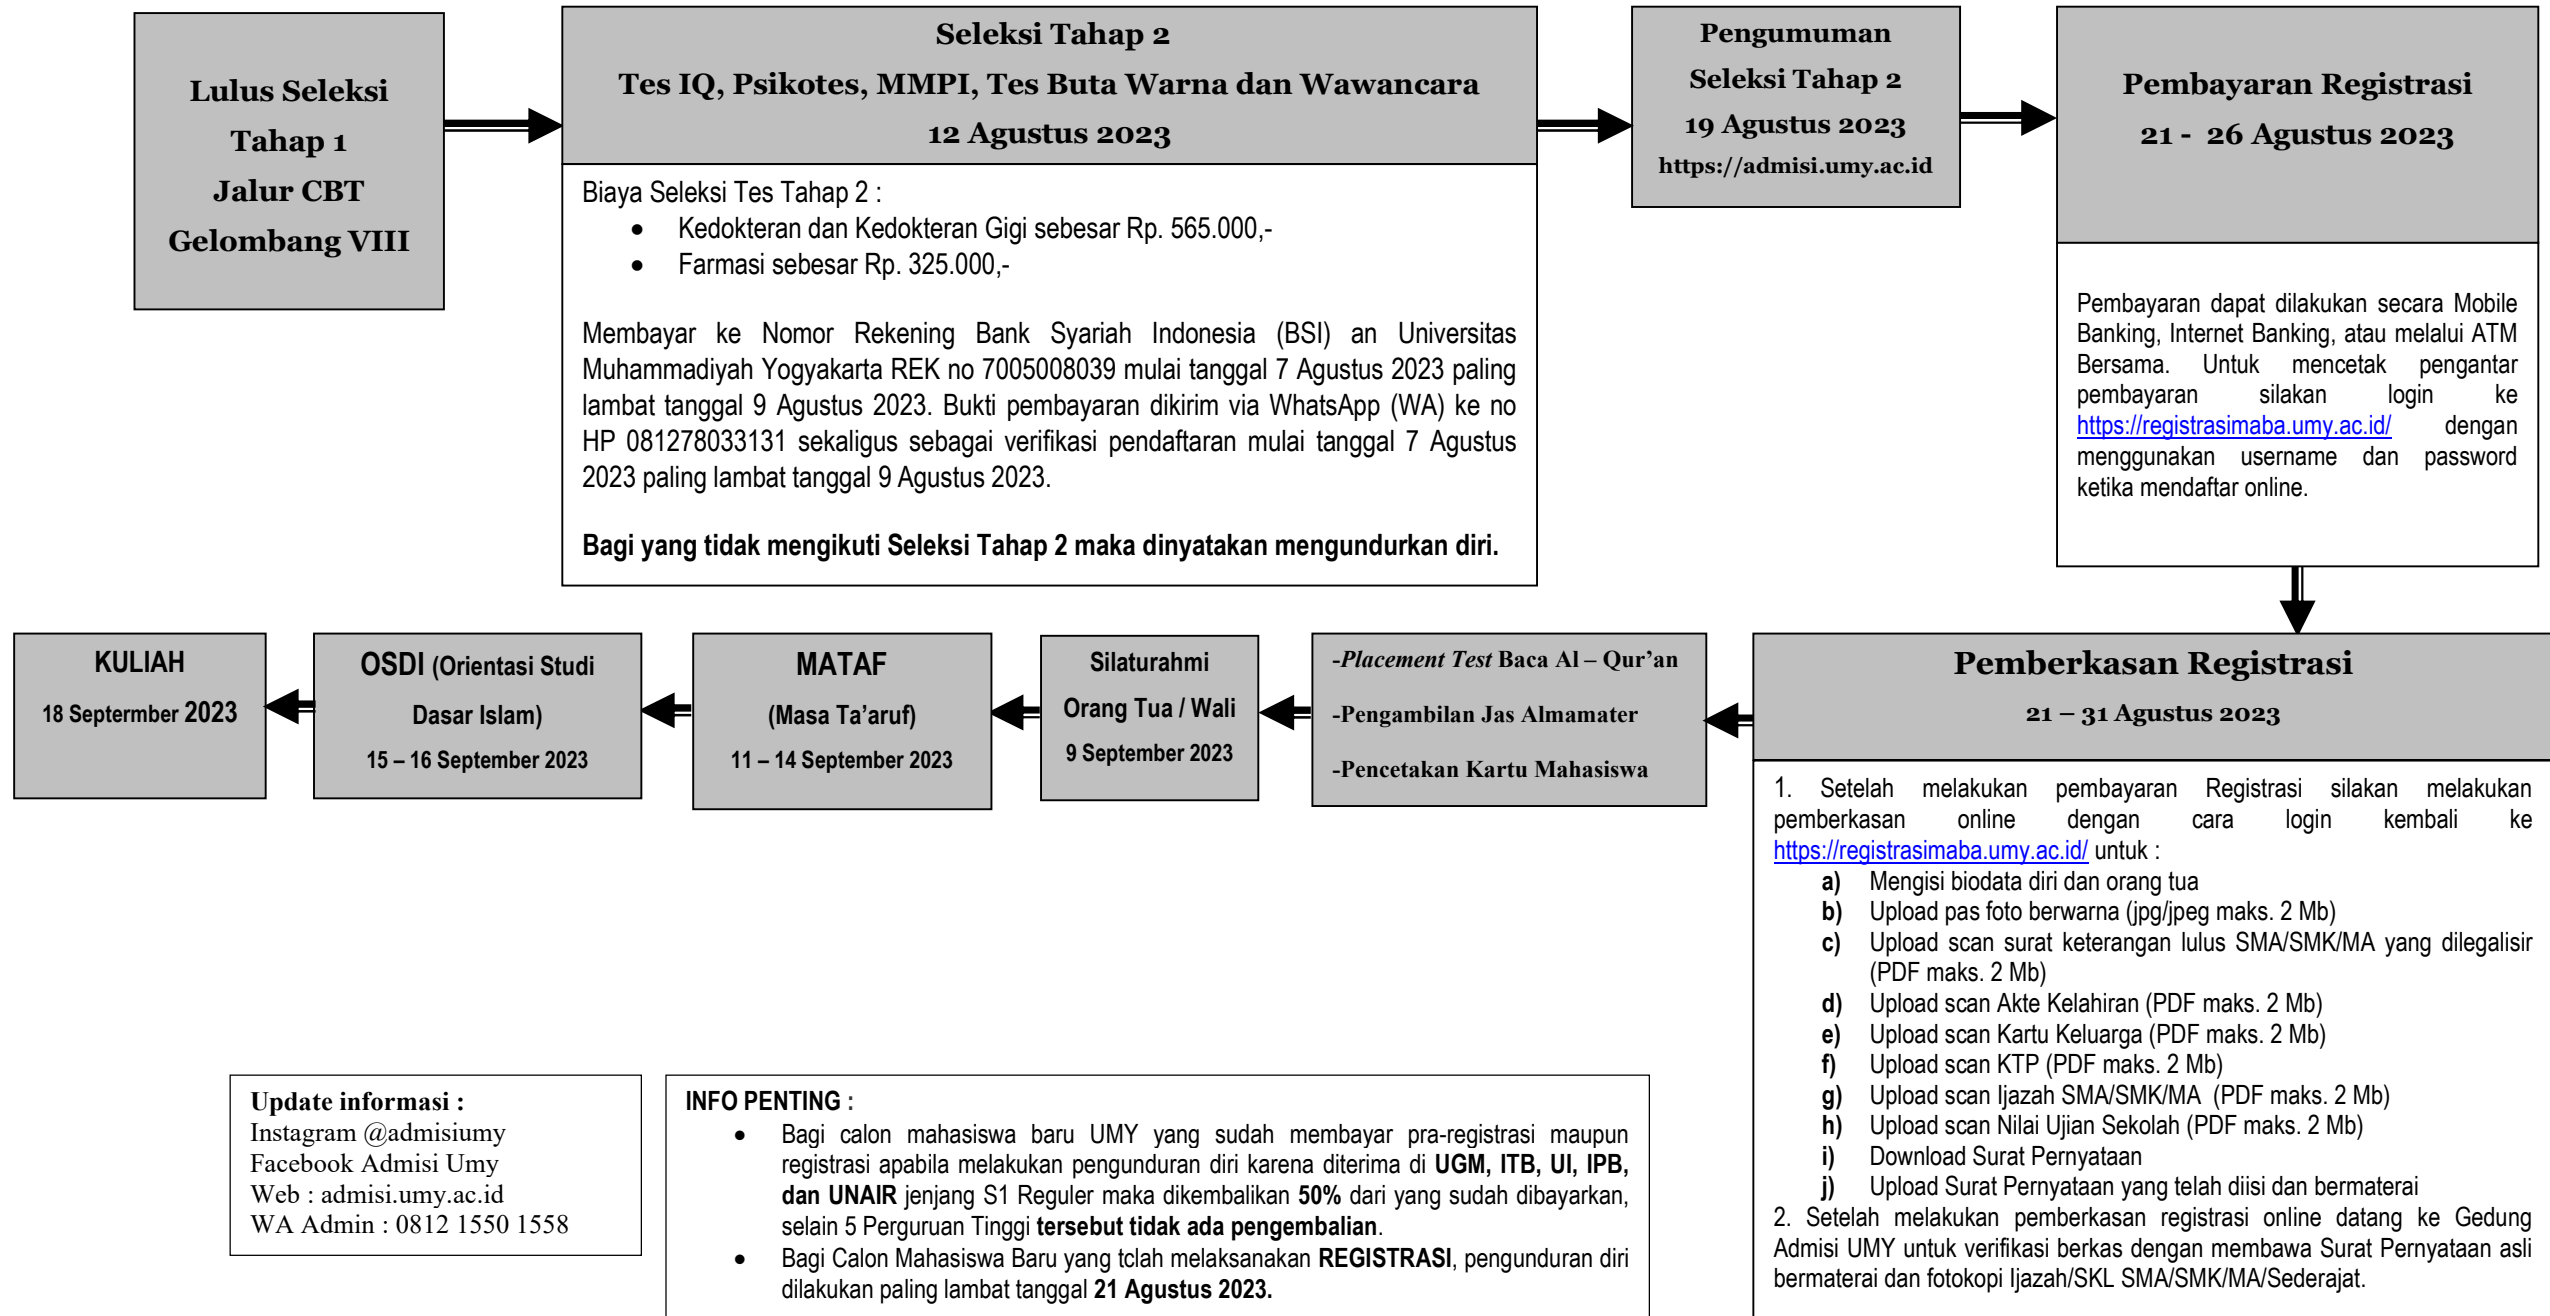 Lulus Seleksi
Tahap 1
Jalur CBT
Gelombang VIII
Seleksi Tahap 2
Tes IQ, Psikotes, MMPI, Tes Buta Warna dan Wawancara
12 Agustus 2023
Biaya Seleksi Tes Tahap 2 :
• Kedokteran dan Kedokteran Gigi sebesar Rp. 565.000,-
• Farmasi sebesar Rp. 325.000,-
Membayar ke Nomor Rekening Bank Syariah Indonesia (BSI) an Universitas
Muhammadiyah Yogyakarta REK no 7005008039 mulai tanggal 7 Agustus 2023 paling
lambat tanggal 9 Agustus 2023. Bukti pembayaran dikirim via WhatsApp (WA) ke no
HP 081278033131 sekaligus sebagai verifikasi pendaftaran mulai tanggal 7 Agustus
2023 paling lambat tanggal 9 Agustus 2023.
Bagi yang tidak mengikuti Seleksi Tahap 2 maka dinyatakan mengundurkan diri.
Pengumuman
Seleksi Tahap 2
19 Agustus 2023
https://admisi.umy.ac.id
Pembayaran Registrasi
21 - 26 Agustus 2023
Pembayaran dapat dilakukan secara Mobile
Banking, Internet Banking, atau melalui ATM
Bersama. Untuk mencetak pengantar
pembayaran silakan login ke
https://registrasimaba.umy.ac.id/ dengan
menggunakan username dan password
ketika mendaftar online.
Pemberkasan Registrasi
21 – 31 Agustus 2023
1. Setelah melakukan pembayaran Registrasi silakan melakukan
pemberkasan online dengan cara login kembali ke
https://registrasimaba.umy.ac.id/ untuk :
a) Mengisi biodata diri dan orang tua
b) Upload pas foto berwarna (jpg/jpeg maks. 2 Mb)
c) Upload scan surat keterangan lulus SMA/SMK/MA yang dilegalisir
(PDF maks. 2 Mb)
d) Upload scan Akte Kelahiran (PDF maks. 2 Mb)
e) Upload scan Kartu Keluarga (PDF maks. 2 Mb)
f) Upload scan KTP (PDF maks. 2 Mb)
g) Upload scan Ijazah SMA/SMK/MA (PDF maks. 2 Mb)
h) Upload scan Nilai Ujian Sekolah (PDF maks. 2 Mb)
i) Download Surat Pernyataan
j) Upload Surat Pernyataan yang telah diisi dan bermaterai
2. Setelah melakukan pemberkasan registrasi online datang ke Gedung
Admisi UMY untuk verifikasi berkas dengan membawa Surat Pernyataan asli
bermaterai dan fotokopi Ijazah/SKL SMA/SMK/MA/Sederajat.
-Placement Test Baca Al – Qur’an
-Pengambilan Jas Almamater
-Pencetakan Kartu Mahasiswa
Silaturahmi
Orang Tua / Wali
9 September 2023
MATAF
(Masa Ta’aruf)
11 – 14 September 2023
OSDI (Orientasi Studi
Dasar Islam)
15 – 16 September 2023
KULIAH
18 Septermber 2023
Update informasi :
Instagram @admisiumy
Facebook Admisi Umy
Web : admisi.umy.ac.id
WA Admin : 0812 1550 1558
INFO PENTING :
• Bagi calon mahasiswa baru UMY yang sudah membayar pra-registrasi maupun
registrasi apabila melakukan pengunduran diri karena diterima di UGM, ITB, UI, IPB,
dan UNAIR jenjang S1 Reguler maka dikembalikan 50% dari yang sudah dibayarkan,
selain 5 Perguruan Tinggi tersebut tidak ada pengembalian.
• Bagi Calon Mahasiswa Baru yang tclah melaksanakan REGISTRASI, pengunduran diri
dilakukan paling lambat tanggal 21 Agustus 2023.